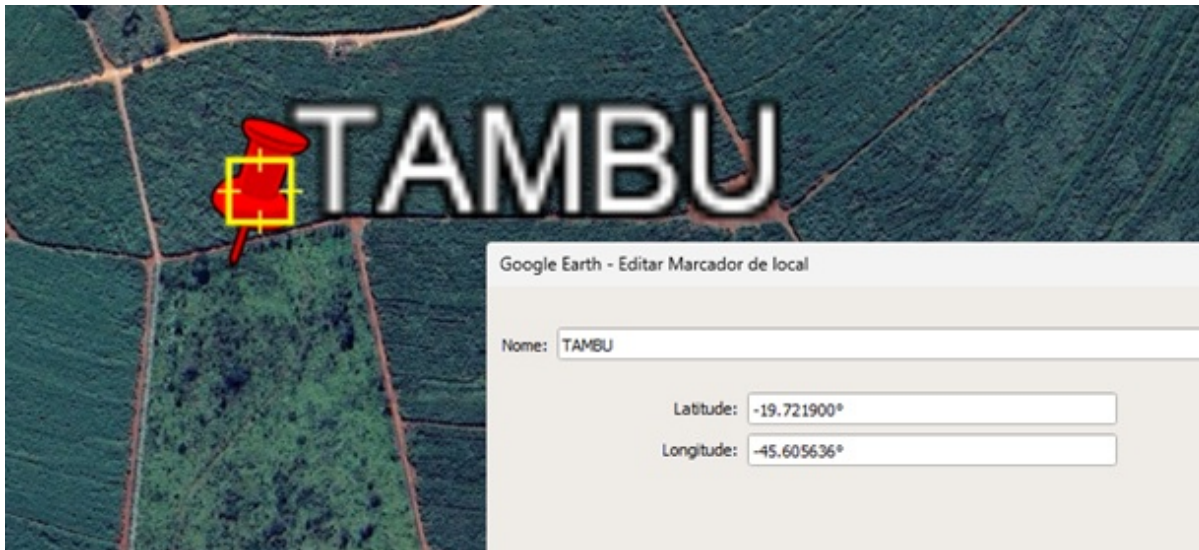 TAMBU
Google Earth - Editar Marcador de local
Nome: TAMBU
Latitude: -19.721900°
Longitude: -45.605636°